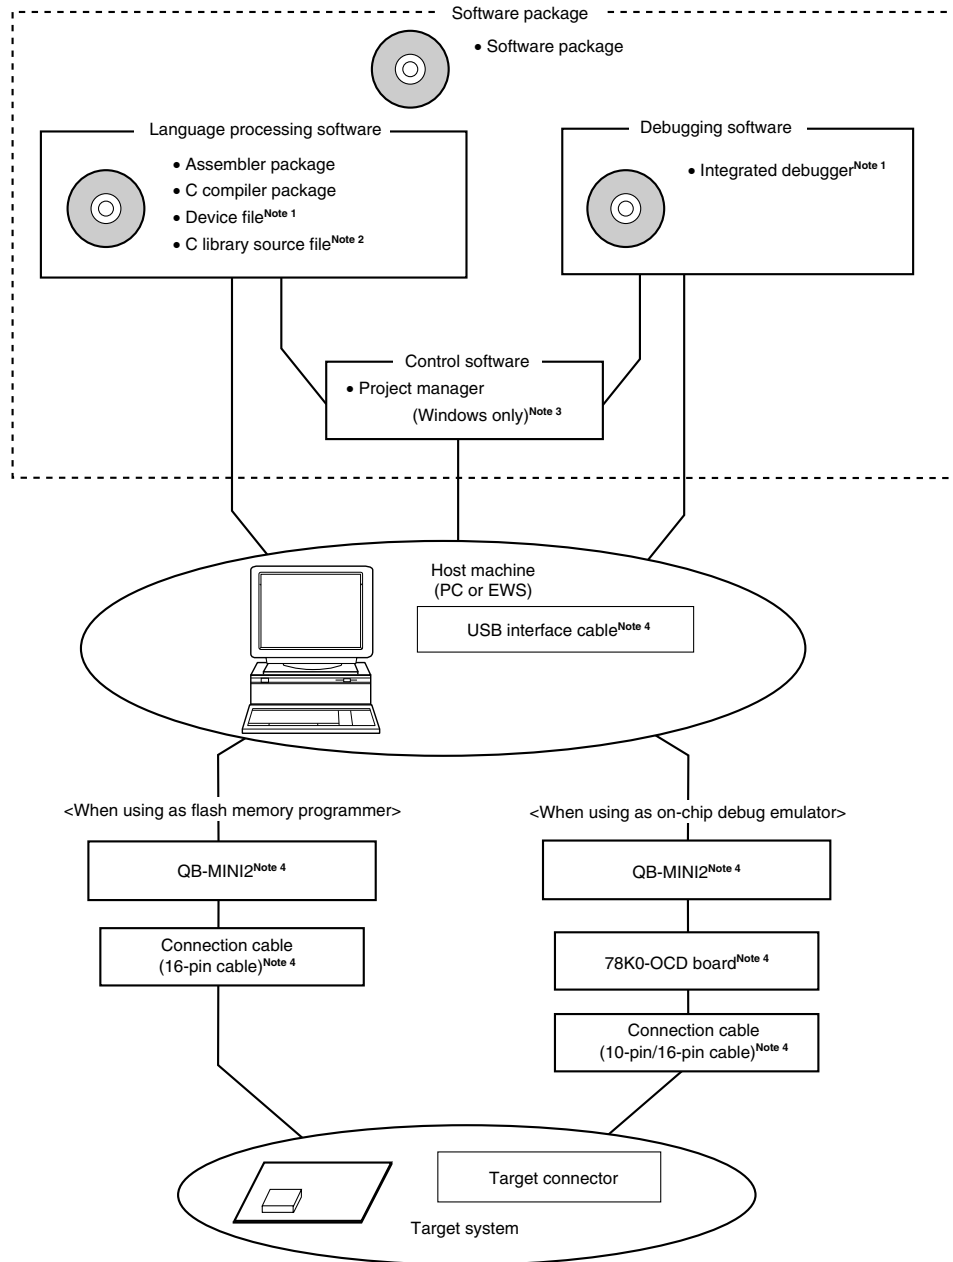 Software package
• Software package
Language processing software
• Assembler package
• C compiler package
• Device file Note 1
• C library source file Note 2
Debugging software
• Integrated debugger Note 1
Control software
• Project manager
(Windows only) Note 3
Host machine
(PC or EWS)
USB interface cable Note 4
<When using as flash memory programmer>
QB-MINI2 Note 4
Connection cable
(16-pin cable) Note 4
<When using as on-chip debug emulator>
QB-MINI2 Note 4
78K0-OCD board Note 4
Connection cable
(10-pin/16-pin cable) Note 4
Target connector
Target system